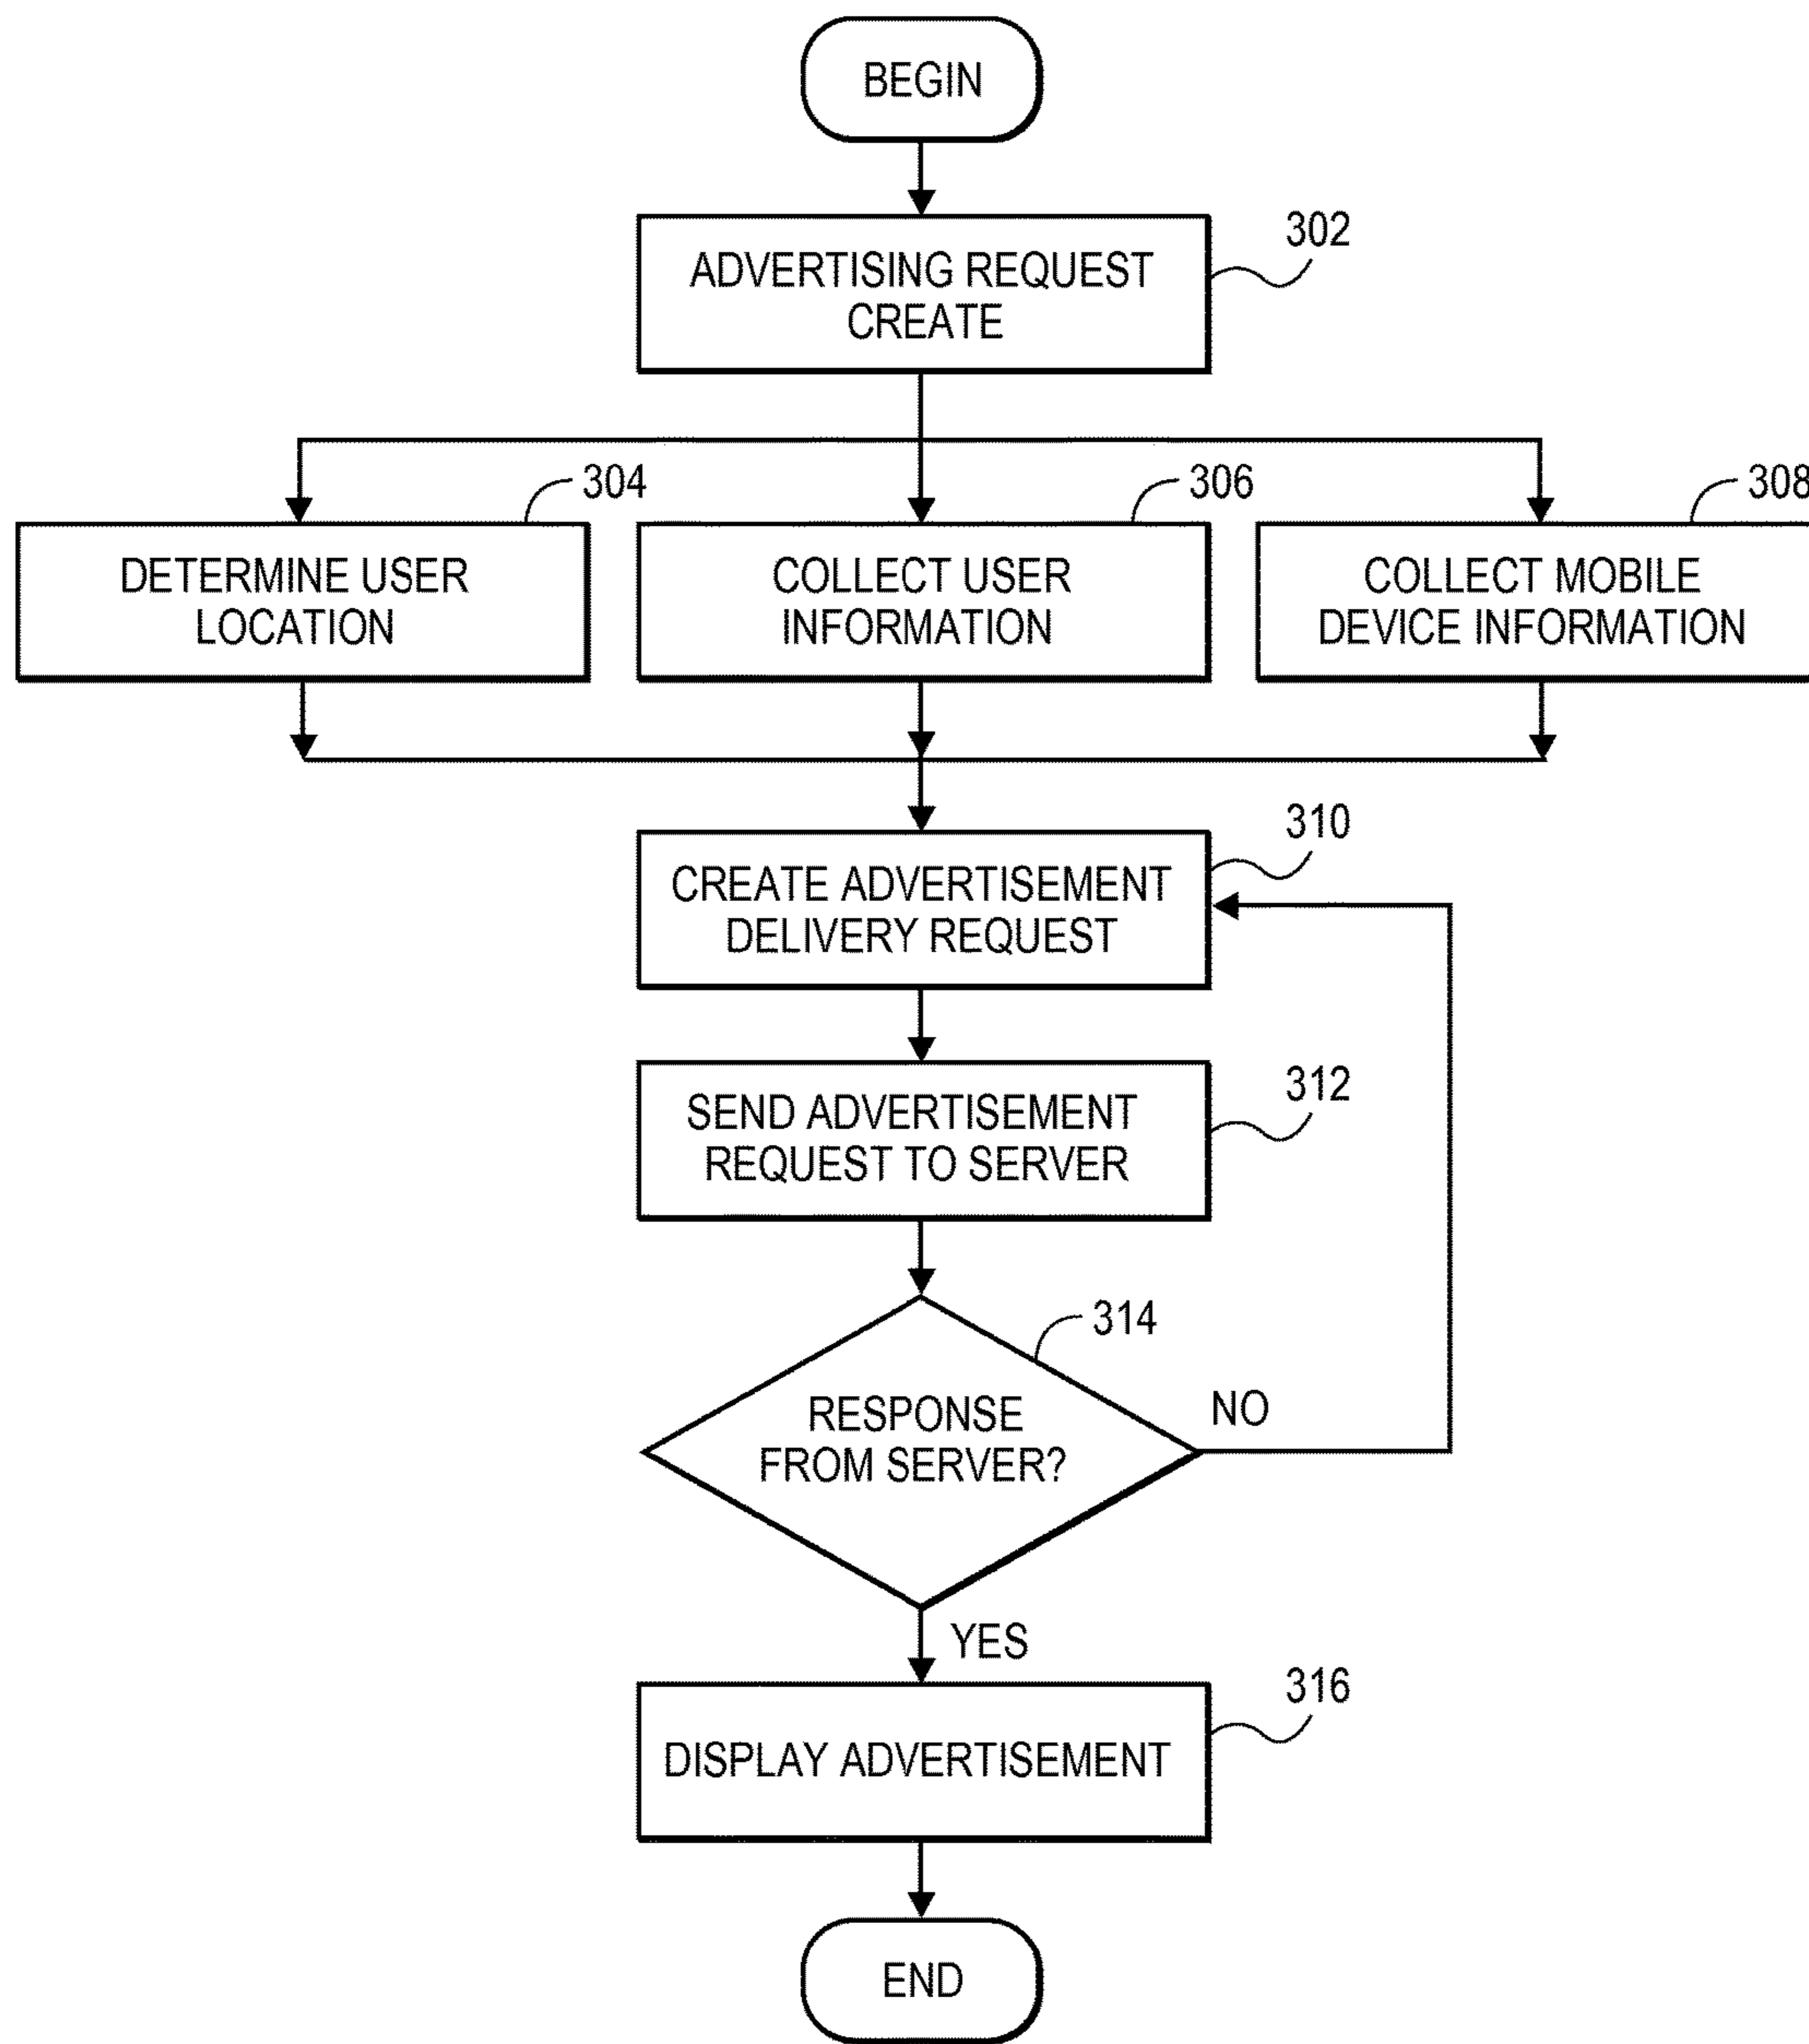 BEGIN
302
ADVERTISING REQUEST
CREATE
304
306
308
DETERMINE USER
LOCATION
COLLECT USER
INFORMATION
COLLECT MOBILE
DEVICE INFORMATION
310
CREATE ADVERTISEMENT
DELIVERY REQUEST
312
SEND ADVERTISEMENT
REQUEST TO SERVER
314
RESPONSE
FROM SERVER?
NO
YES
316
DISPLAY ADVERTISEMENT
END